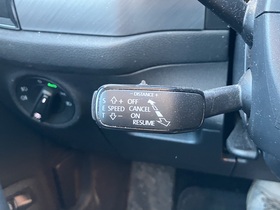 - DISTANCE +
S + OFF
E SPEED CANCEL
T - ON
RESUME